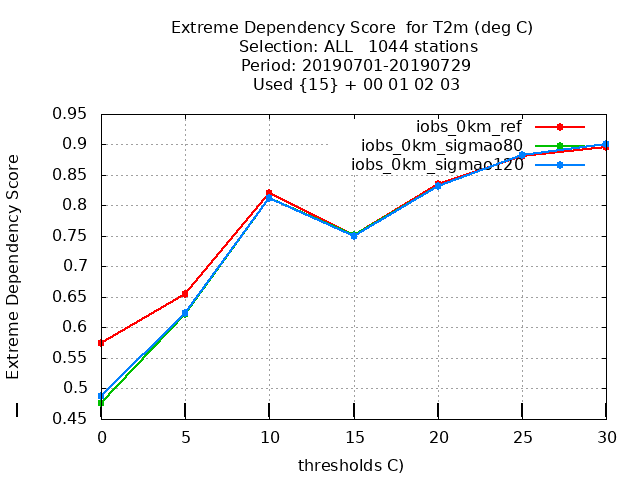 Extreme Dependency Score  for T2m (deg C)
Selection: ALL   1044 stations
Period: 20190701-20190729
Used {15} + 00 01 02 03
Extreme Dependency Score
0.95
0.9
0.85
0.8
0.75
0.7
0.65
0.6
0.55
0.5
0.45
iobs_0km_ref
iobs_0km_sigmao80
iobs_0km_sigmao120
0 5 10 15 20 25 30
thresholds C)